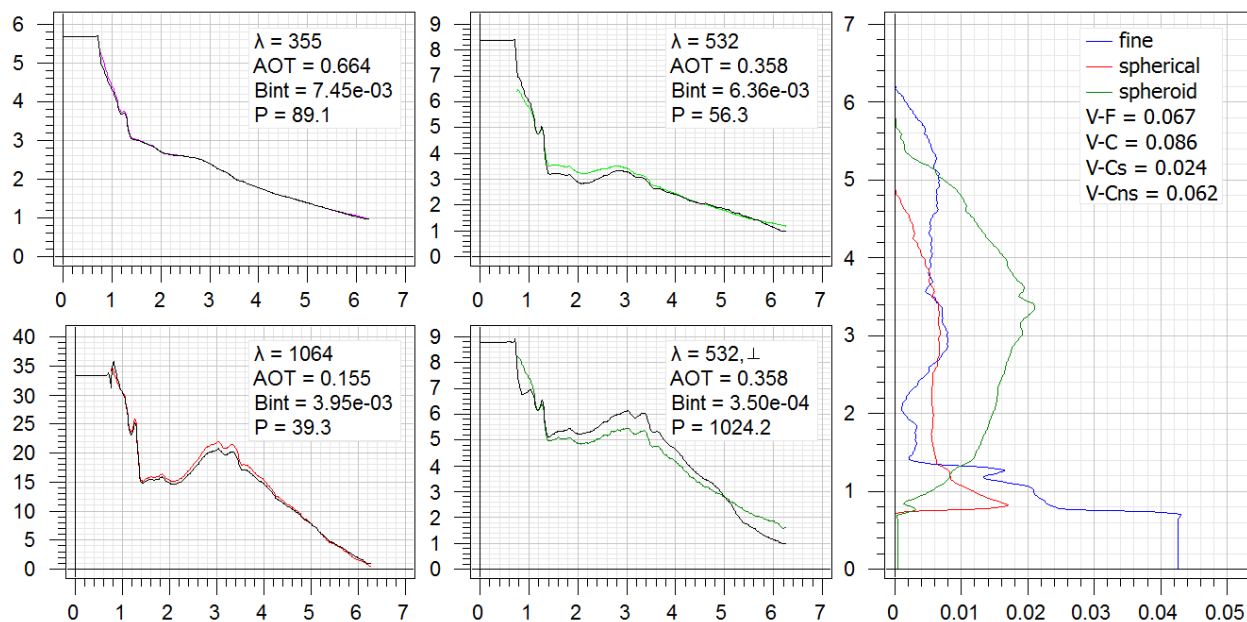 6
5
4
3
2
1
0
λ = 355
AOT = 0.664
Bint = 7.45e-03
P = 89.1
0 1 2 3 4 5 6 7
9
8
7
6
5
4
3
2
1
0
λ = 532
AOT = 0.358
Bint = 6.36e-03
P = 56.3
0 1 2 3 4 5 6 7
40
35
30
25
20
15
10
5
0
λ = 1064
AOT = 0.155
Bint = 3.95e-03
P = 39.3
0 1 2 3 4 5 6 7
9
8
7
6
5
4
3
2
1
0
λ = 532, ⊥
AOT = 0.358
Bint = 3.50e-04
P = 1024.2
0 1 2 3 4 5 6 7
7
6
5
4
3
2
1
0
fine
spherical
spheroid
V-F = 0.067
V-C = 0.086
V-Cs = 0.024
V-Cns = 0.062
0 0.01 0.02 0.03 0.04 0.05